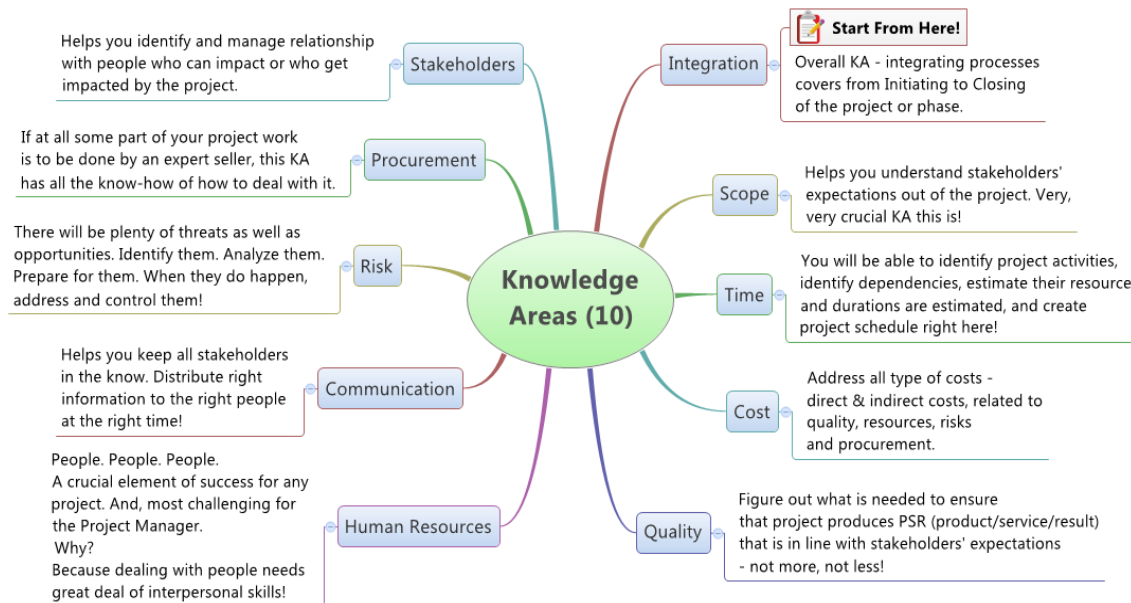 Knowledge
Areas (10)
Start From Here!
Integration
Overall KA - integrating processes
covers from Initiating to Closing
of the project or phase.
Scope
Helps you understand stakeholders'
expectations out of the project. Very,
very crucial KA this is!
Time
You will be able to identify project activities,
identify dependencies, estimate their resource
and durations are estimated, and create
project schedule right here!
Cost
Address all type of costs -
direct & indirect costs, related to
quality, resources, risks
and procurement.
Quality
Figure out what is needed to ensure
that project produces PSR (product/service/result)
that is in line with stakeholders' expectations
- not more, not less!
Human Resources
People. People. People.
A crucial element of success for any
project. And, most challenging for
the Project Manager.
Why?
Because dealing with people needs
great deal of interpersonal skills!
Communication
Helps you keep all stakeholders
in the know. Distribute right
information to the right people
at the right time!
Risk
There will be plenty of threats as well as
opportunities. Identify them. Analyze them.
Prepare for them. When they do happen,
address and control them!
Procurement
If at all some part of your project work
is to be done by an expert seller, this KA
has all the know-how of how to deal with it.
Stakeholders
Helps you identify and manage relationship
with people who can impact or who get
impacted by the project.